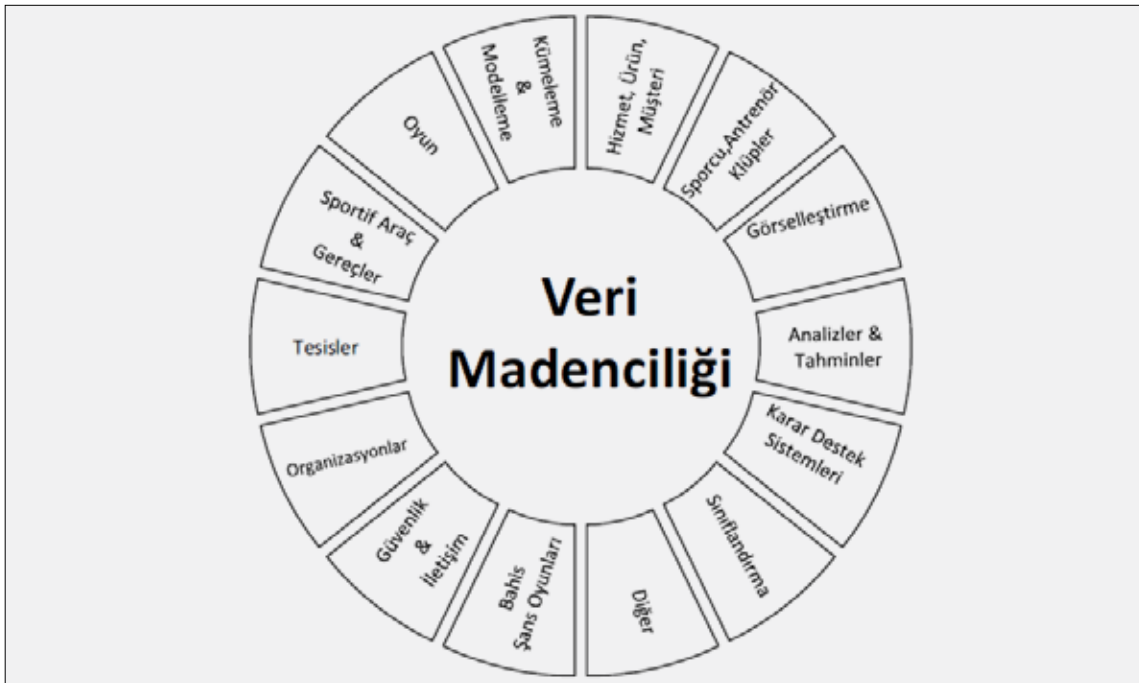 Veri
Madenciliği
Hizmet, Ürün,
Müşteri
Sporcu,Antrenör
Klüpler
Görselleştirme
Analizler &
Tahminler
Karar Destek
Sistemleri
Sınıflandırma
Diğer
Bahis
Şans Oyunları
Güvenlik
&
İletişim
Organizasyonlar
Tesisler
Sportif Araç
&
Gereçler
Oyun
Kümeleme
&
Modelleme